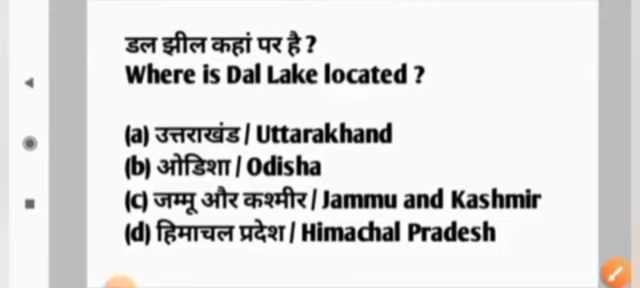 डल झील कहां पर है ?
Where is Dal Lake located ?
(a) उत्तराखंड / Uttarakhand
(b) ओडिशा / Odisha
(c) जम्मू और कश्मीर / Jammu and Kashmir
(d) हिमाचल प्रदेश / Himachal Pradesh